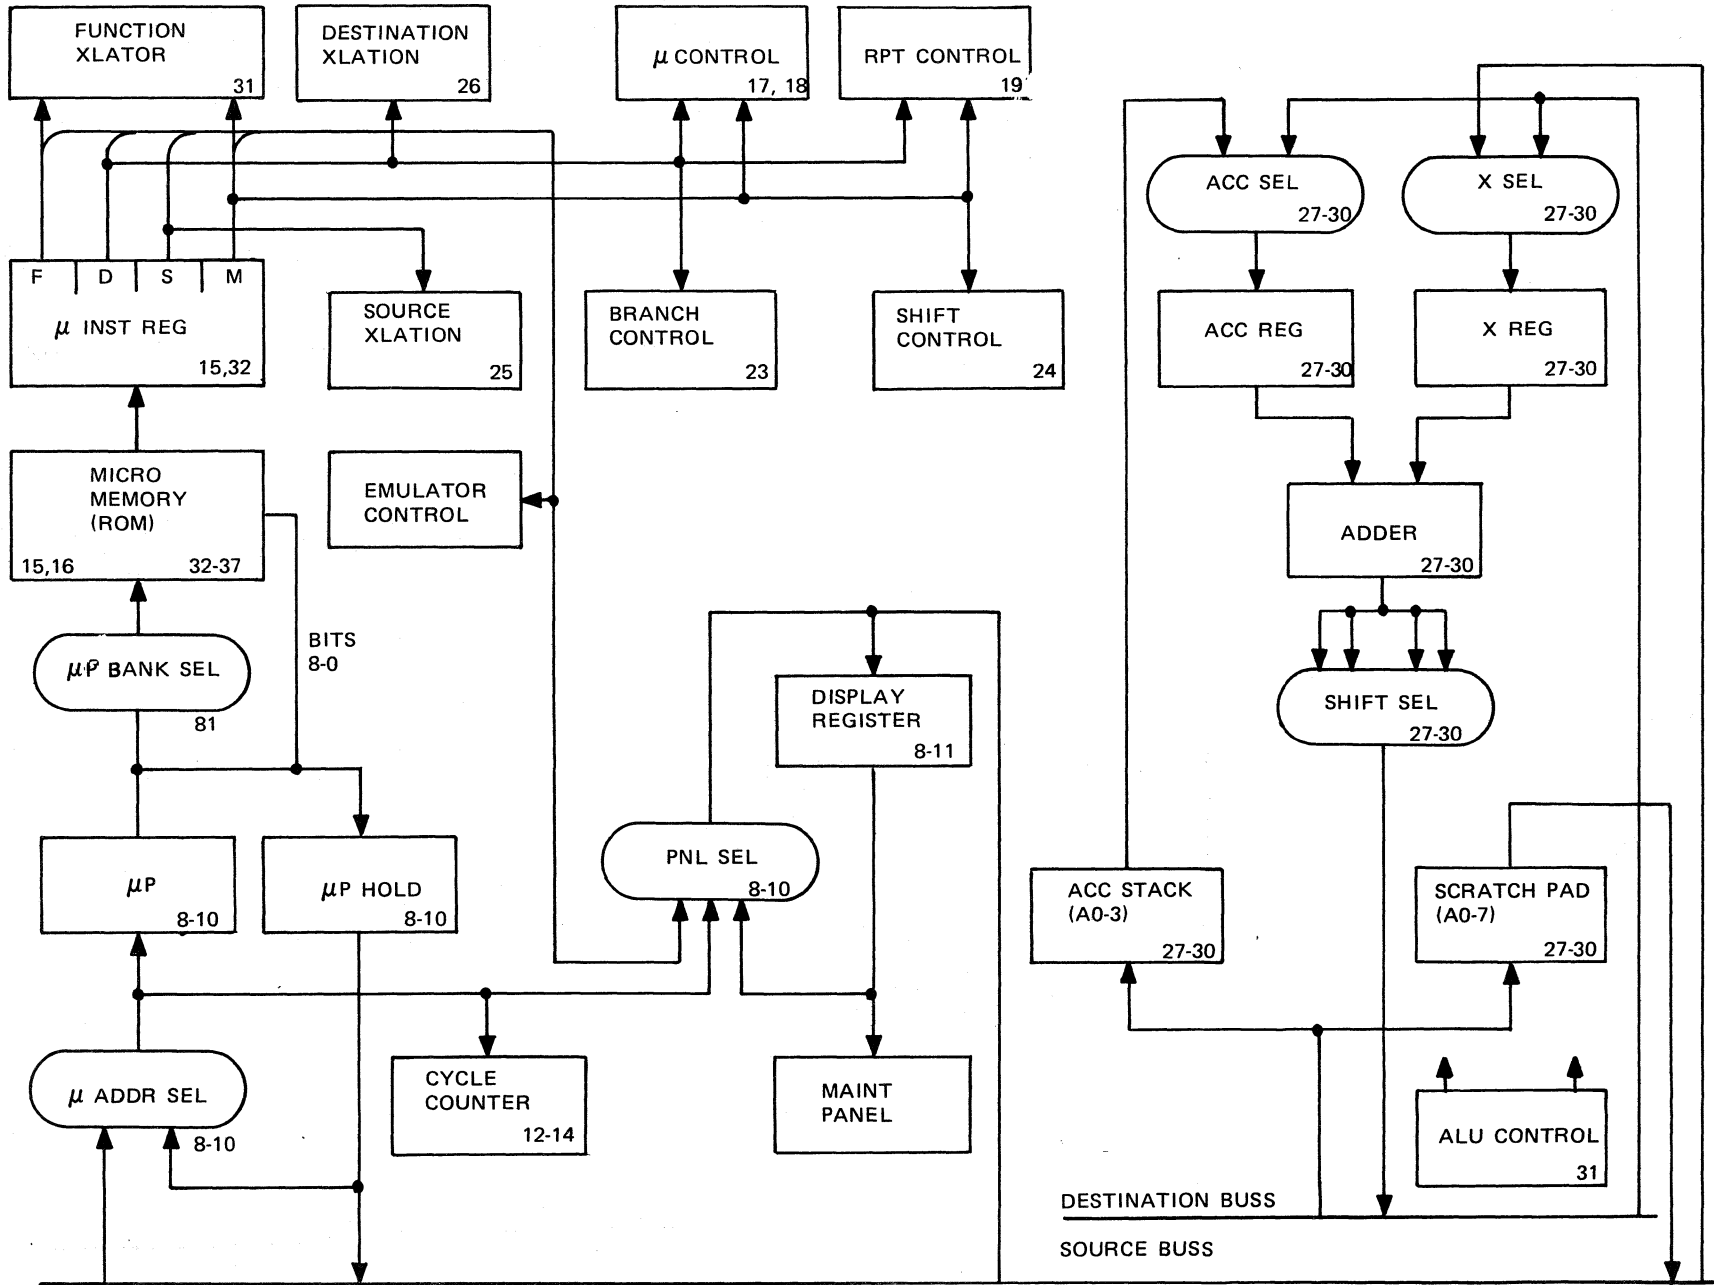 FUNCTION
XLATOR
31
DESTINATION
XLATION
26
μ CONTROL
17, 18
RPT CONTROL
19
ACC SEL
27-30
X SEL
27-30
F D S M
μ INST REG
15,32
SOURCE
XLATION
25
BRANCH
CONTROL
23
SHIFT
CONTROL
24
ACC REG
27-30
X REG
27-30
MICRO
MEMORY
(ROM)
15,16 32-37
EMULATOR
CONTROL
ADDER
27-30
BITS
8-0
μP BANK SEL
81
DISPLAY
REGISTER
8-11
SHIFT SEL
27-30
μP
8-10
μP HOLD
8-10
PNL SEL
8-10
ACC STACK
(A0-3)
27-30
SCRATCH PAD
(A0-7)
27-30
μ ADDR SEL
8-10
CYCLE
COUNTER
12-14
MAINT
PANEL
ALU CONTROL
31
DESTINATION BUSS
SOURCE BUSS